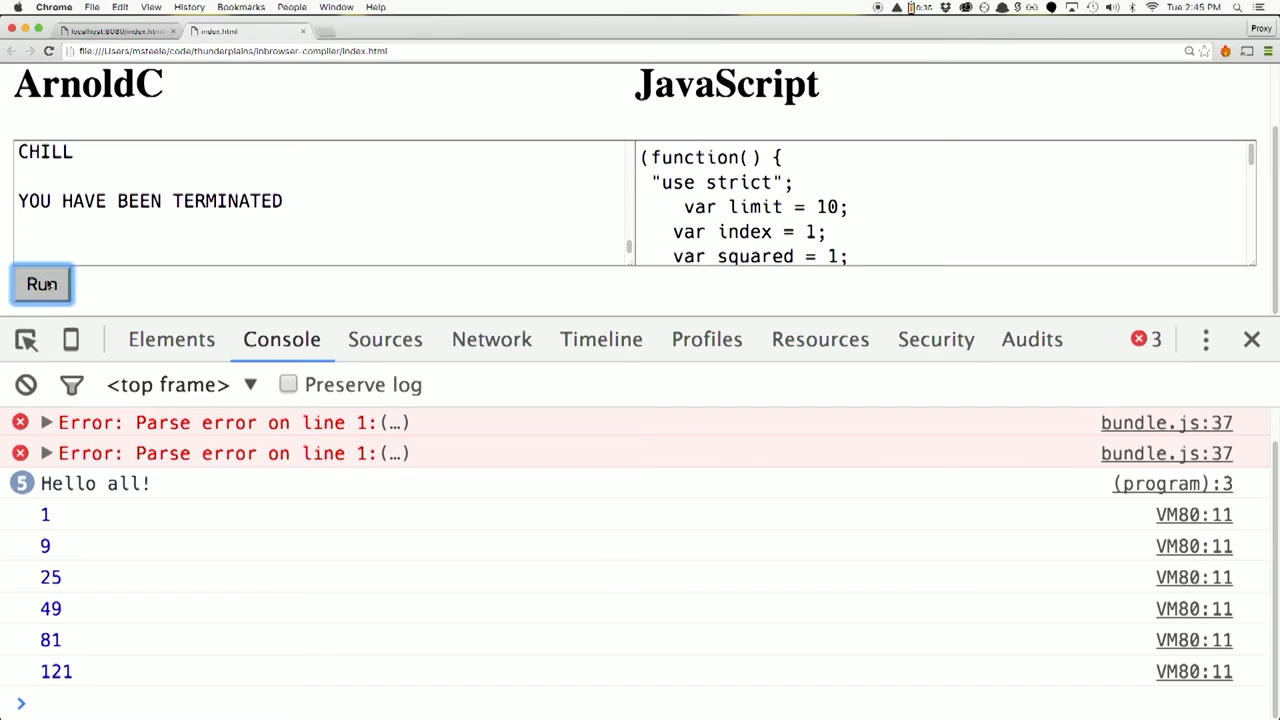 Chrome File Edit View History Bookmarks People Window Help Tue 2:45 PM
localhost:8080/index.html index.html Proxy
file:///Users/msteele/code/thunderplains/inbrowser-compiler/index.html
ArnoldC JavaScript
CHILL
YOU HAVE BEEN TERMINATED
(function() {
"use strict";
var limit = 10;
var index = 1;
var squared = 1;
Run
Elements Console Sources Network Timeline Profiles Resources Security Audits 3
<top frame> Preserve log
Error: Parse error on line 1:(…) bundle.js:37
Error: Parse error on line 1:(…) bundle.js:37
5 Hello all! (program):3
1 VM80:11
9 VM80:11
25 VM80:11
49 VM80:11
81 VM80:11
121 VM80:11